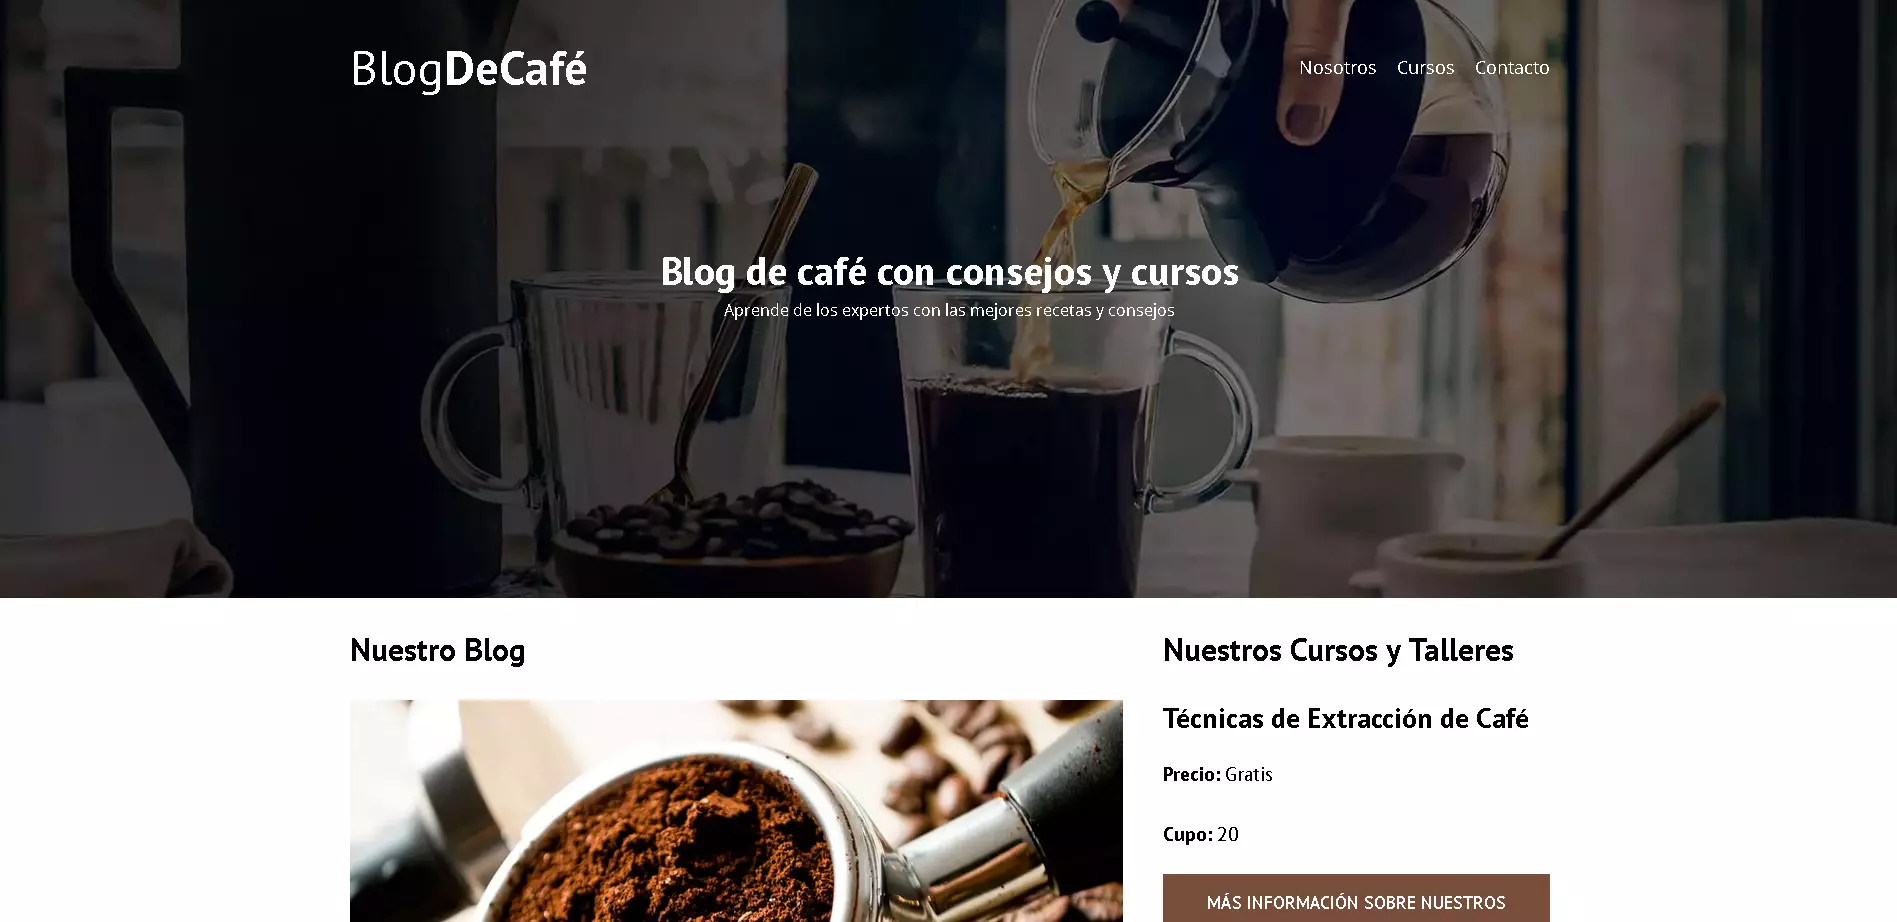 BlogDeCafé
Nosotros Cursos Contacto
Blog de café con consejos y cursos
Aprende de los expertos con las mejores recetas y consejos
Nuestro Blog
Nuestros Cursos y Talleres
Técnicas de Extracción de Café
Precio: Gratis
Cupo: 20
MÁS INFORMACIÓN SOBRE NUESTROS